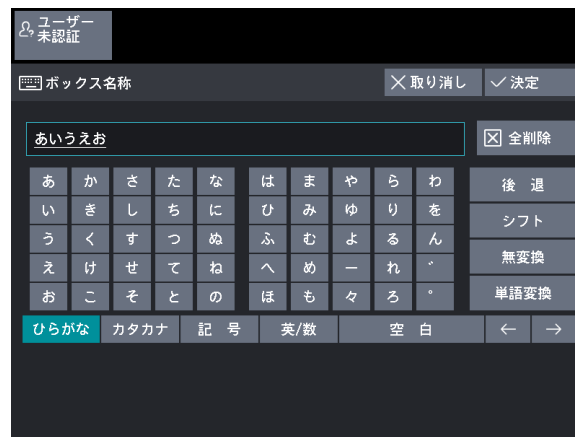 ユーザー
未認証
ボックス名称 取り消し 決定
あいうえお 全削除
あ か さ た な は ま や ら わ 後 退
い き し ち に ひ み ゆ り を シフト
う く す つ ぬ ふ む よ る ん
え け せ て ね へ め ー れ ゛ 無変換
お こ そ と の ほ も 々 ろ ゜ 単語変換
ひらがな カタカナ 記 号 英/数 空 白 ← →